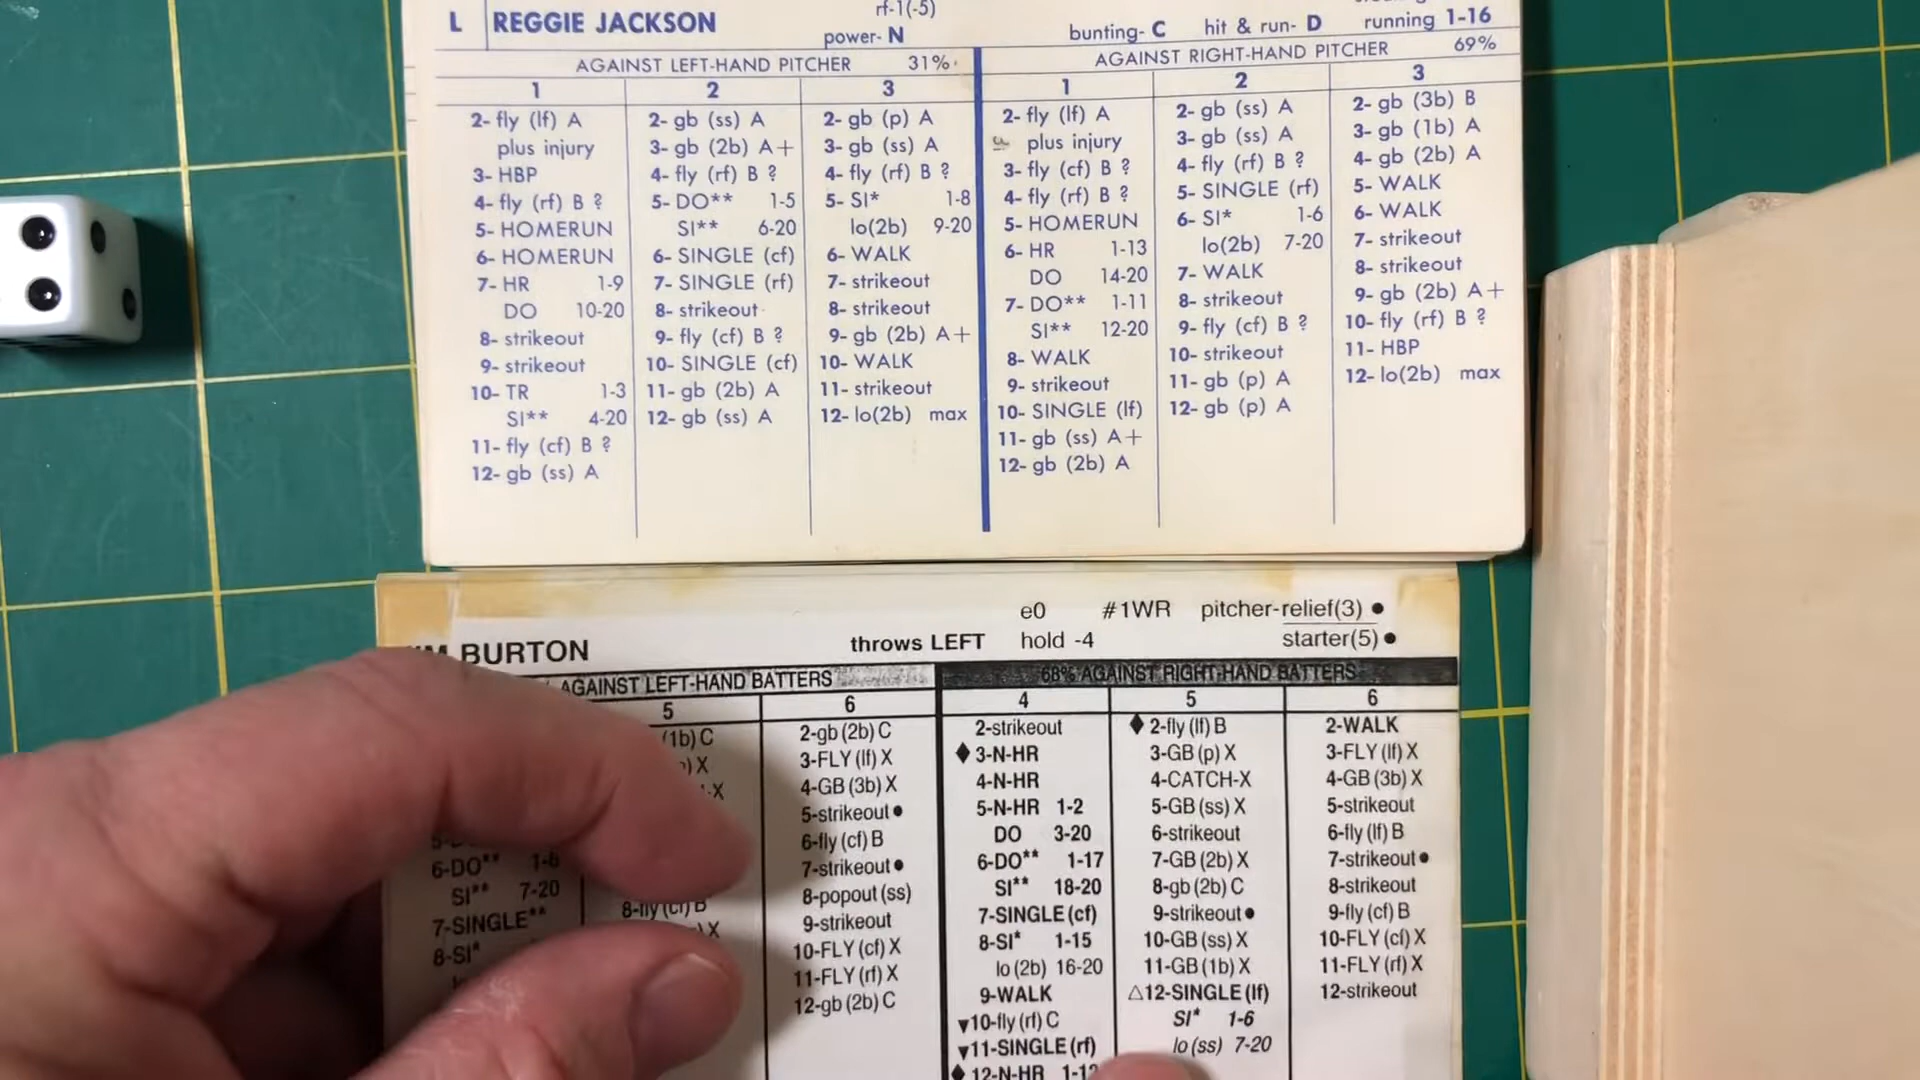 rf-1(-5)
L REGGIE JACKSON power- N bunting- C hit & run- D running 1-16
AGAINST LEFT-HAND PITCHER 31%
1 2 3
2- fly (lf) A
plus injury
3- HBP
4- fly (rf) B ?
5- HOMERUN
6- HOMERUN
7- HR 1-9
DO 10-20
8- strikeout
9- strikeout
10- TR 1-3
SI** 4-20
11- fly (cf) B ?
12- gb (ss) A
2- gb (ss) A
3- gb (2b) A+
4- fly (rf) B ?
5- DO** 1-5
SI** 6-20
6- SINGLE (cf)
7- SINGLE (rf)
8- strikeout
9- fly (cf) B ?
10- SINGLE (cf)
11- gb (2b) A
12- gb (ss) A
2- gb (p) A
3- gb (ss) A
4- fly (rf) B ?
5- SI* 1-8
lo(2b) 9-20
6- WALK
7- strikeout
8- strikeout
9- gb (2b) A+
10- WALK
11- strikeout
12- lo(2b) max
AGAINST RIGHT-HAND PITCHER 69%
1 2 3
2- fly (lf) A
plus injury
3- fly (cf) B ?
4- fly (rf) B ?
5- HOMERUN
6- HR 1-13
DO 14-20
7- DO** 1-11
SI** 12-20
8- WALK
9- strikeout
10- SINGLE (lf)
11- gb (ss) A+
12- gb (2b) A
2- gb (ss) A
3- gb (ss) A
4- fly (rf) B ?
5- SINGLE (rf)
6- SI* 1-6
lo(2b) 7-20
7- WALK
8- strikeout
9- fly (cf) B ?
10- strikeout
11- gb (p) A
12- gb (p) A
2- gb (3b) B
3- gb (1b) A
4- gb (2b) A
5- WALK
6- WALK
7- strikeout
8- strikeout
9- gb (2b) A+
10- fly (rf) B ?
11- HBP
12- lo(2b) max
e0 #1WR pitcher-relief(3) ●
BURTON throws LEFT hold -4 starter(5) ●
AGAINST LEFT-HAND BATTERS
5 6
6-DO** 1-6
SI** 7-20
7-SINGLE**
8-SI*
(1b) C
X
-X
8-fly (cf) B
X
2-gb (2b) C
3-FLY (lf) X
4-GB (3b) X
5-strikeout ●
6-fly (cf) B
7-strikeout ●
8-popout (ss)
9-strikeout
10-FLY (cf) X
11-FLY (rf) X
12-gb (2b) C
68% AGAINST RIGHT-HAND BATTERS
4 5 6
2-strikeout
♦ 3-N-HR
4-N-HR
5-N-HR 1-2
DO 3-20
6-DO** 1-17
SI** 18-20
7-SINGLE (cf)
8-SI* 1-15
lo (2b) 16-20
9-WALK
▼10-fly (rf) C
▼11-SINGLE (rf)
♦ 12-N-HR
♦ 2-fly (lf) B
3-GB (p) X
4-CATCH-X
5-GB (ss) X
6-strikeout
7-GB (2b) X
8-gb (2b) C
9-strikeout ●
10-GB (ss) X
11-GB (1b) X
△12-SINGLE (lf)
SI* 1-6
lo (ss) 7-20
2-WALK
3-FLY (lf) X
4-GB (3b) X
5-strikeout
6-fly (lf) B
7-strikeout ●
8-strikeout
9-fly (cf) B
10-FLY (cf) X
11-FLY (rf) X
12-strikeout